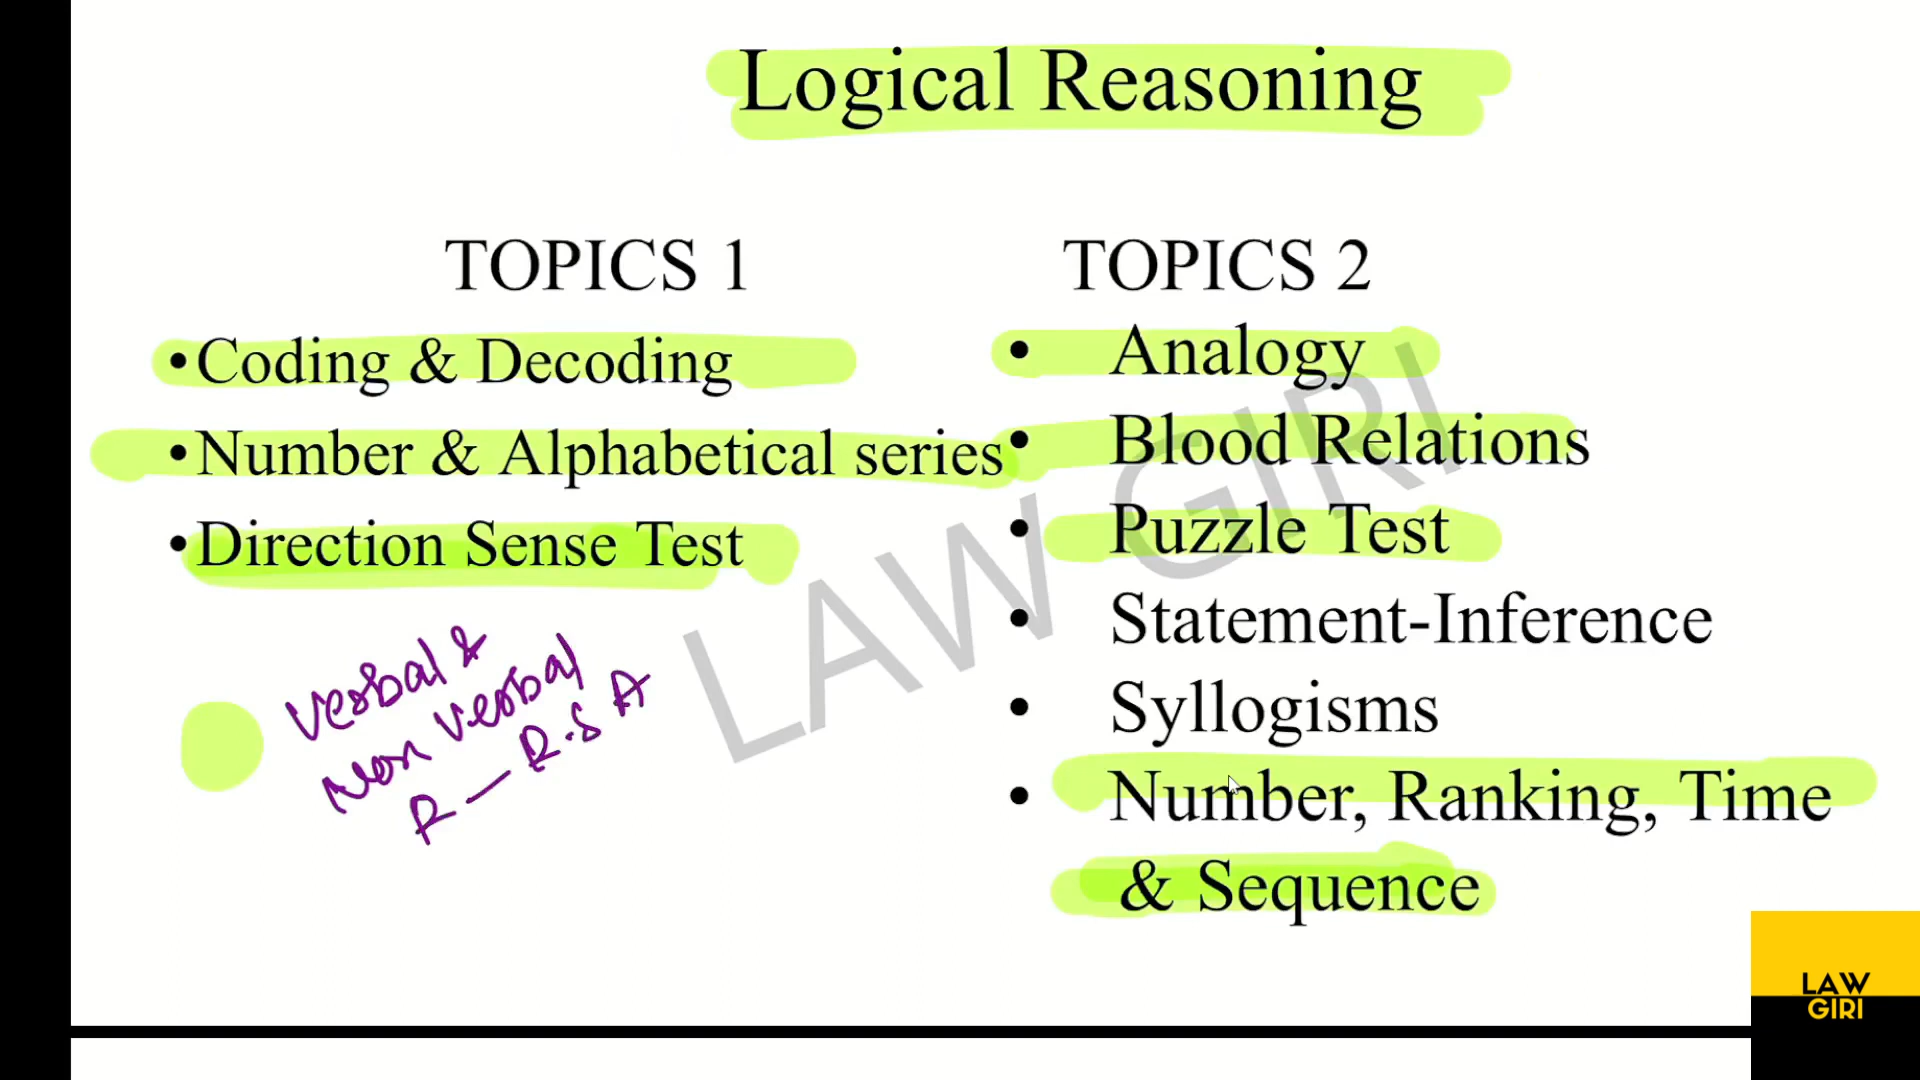 Logical Reasoning
TOPICS 1
•Coding & Decoding
•Number & Alphabetical series
•Direction Sense Test
Verbal &
Non Verbal
R — R.S A
TOPICS 2
• Analogy
• Blood Relations
• Puzzle Test
• Statement-Inference
• Syllogisms
• Number, Ranking, Time
& Sequence
LAW GIRI
LAW
GIRI